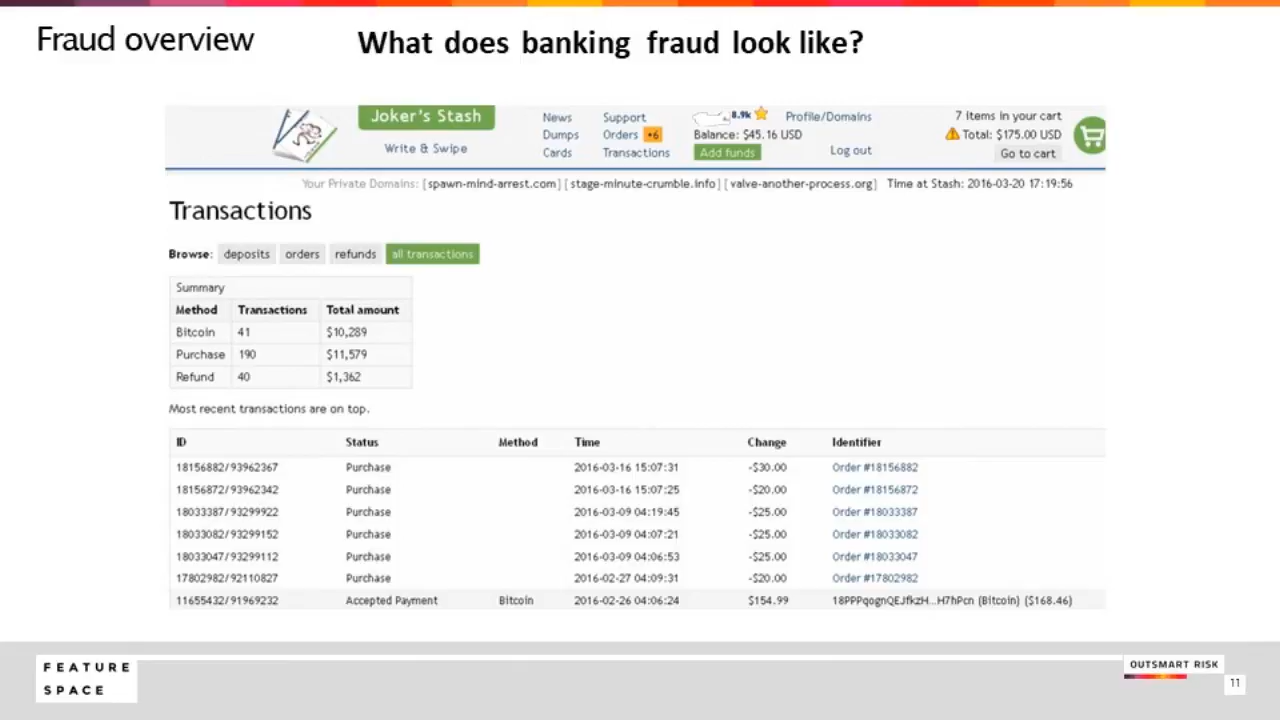 Fraud overview
What does banking fraud look like?
Joker's Stash
Write & Swipe
News
Dumps
Cards
Support
Orders +6
Transactions
8.9k
Balance: $45.16 USD
Add funds
Profile/Domains
Log out
7 items in your cart
Total: $175.00 USD
Go to cart
Your Private Domains: [spawn-mind-arrest.com] [stage-minute-crumble.info] [valve-another-process.org] Time at Stash: 2016-03-20 17:19:56
Transactions
Browse: deposits orders refunds all transactions
Summary
Method Transactions Total amount
Bitcoin 41 $10,289
Purchase 190 $11,579
Refund 40 $1,362
Most recent transactions are on top.
ID Status Method Time Change Identifier
18156882/93962367 Purchase 2016-03-16 15:07:31 -$30.00 Order #18156882
18156872/93962342 Purchase 2016-03-16 15:07:25 -$20.00 Order #18156872
18033387/93299922 Purchase 2016-03-09 04:19:45 -$25.00 Order #18033387
18033082/93299152 Purchase 2016-03-09 04:07:21 -$25.00 Order #18033082
18033047/93299112 Purchase 2016-03-09 04:06:53 -$25.00 Order #18033047
17802982/92110827 Purchase 2016-02-27 04:09:31 -$20.00 Order #17802982
11655432/91969232 Accepted Payment Bitcoin 2016-02-26 04:06:24 $154.99 18PPPqognQEJfkzH...H7hPcn (Bitcoin) ($168.46)
FEATURE
SPACE
OUTSMART RISK
11